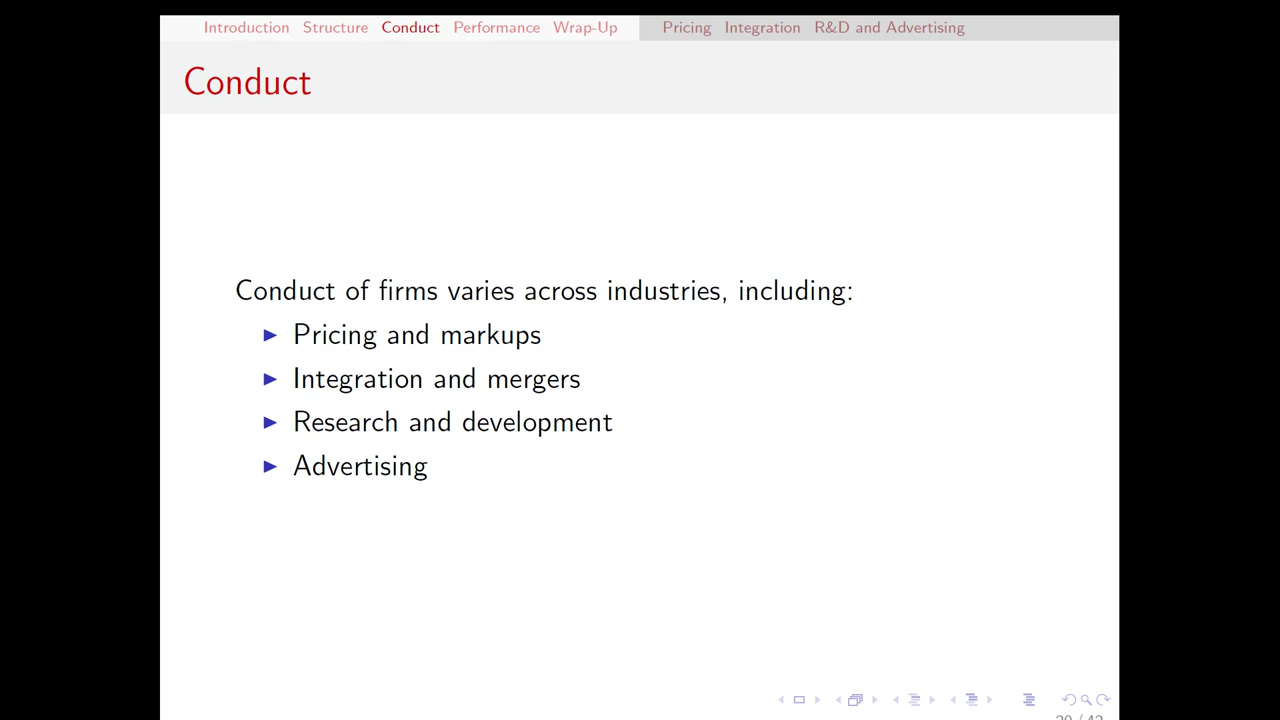 Introduction Structure Conduct Performance Wrap-Up Pricing Integration R&D and Advertising
Conduct
Conduct of firms varies across industries, including:
Pricing and markups
Integration and mergers
Research and development
Advertising